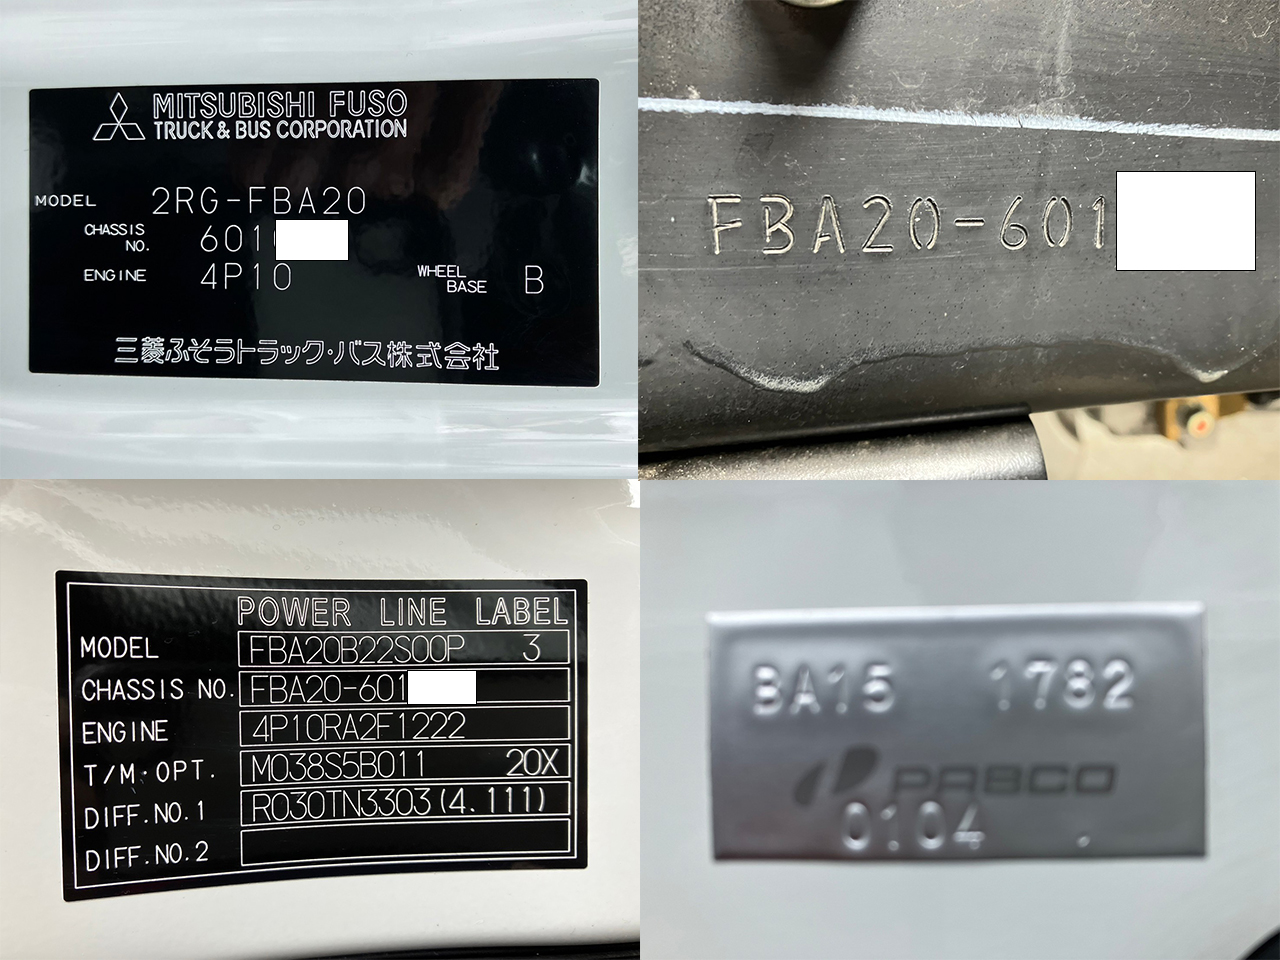 MITSUBISHI FUSO
TRUCK & BUS CORPORATION
MODEL 2RG-FBA20
CHASSIS NO. 601
ENGINE 4P10 WHEEL BASE B
三菱ふそうトラック・バス株式会社
FBA20-601
POWER LINE LABEL
MODEL FBA20B22S00P 3
CHASSIS NO. FBA20-601
ENGINE 4P10RA2F1222
T/M・OPT. M038S5B011 20X
DIFF.NO.1 R030TN3303(4.111)
DIFF.NO.2
BA15 1782
PABCO
0104